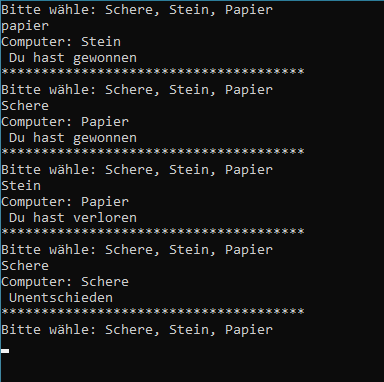 Bitte wähle: Schere, Stein, Papier
papier
Computer: Stein
 Du hast gewonnen
**************************************
Bitte wähle: Schere, Stein, Papier
Schere
Computer: Papier
 Du hast gewonnen
**************************************
Bitte wähle: Schere, Stein, Papier
Stein
Computer: Papier
 Du hast verloren
**************************************
Bitte wähle: Schere, Stein, Papier
Schere
Computer: Schere
 Unentschieden
**************************************
Bitte wähle: Schere, Stein, Papier